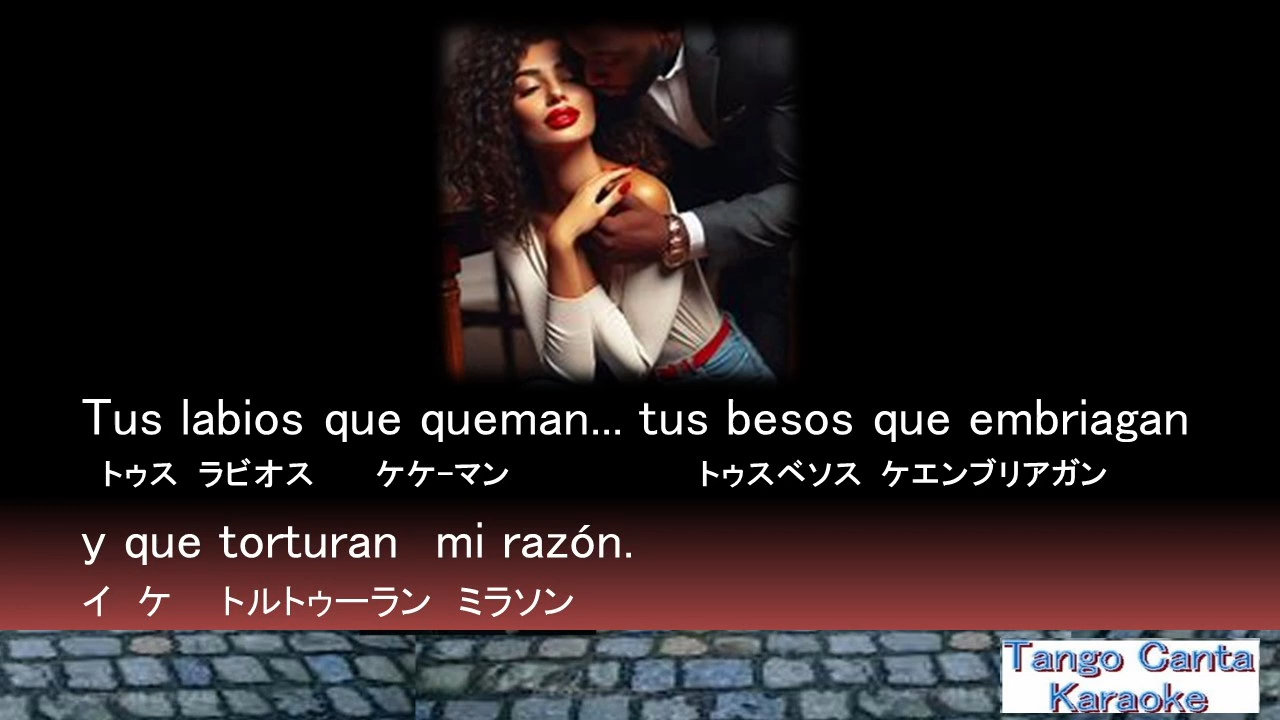 Tus labios que queman... tus besos que embriagan
トゥス ラビオス ケケーマン トゥスベソス ケエンブリアガン
y que torturan mi razón.
イ ケ トルトゥーラン ミラソン
Tango Canta
Karaoke